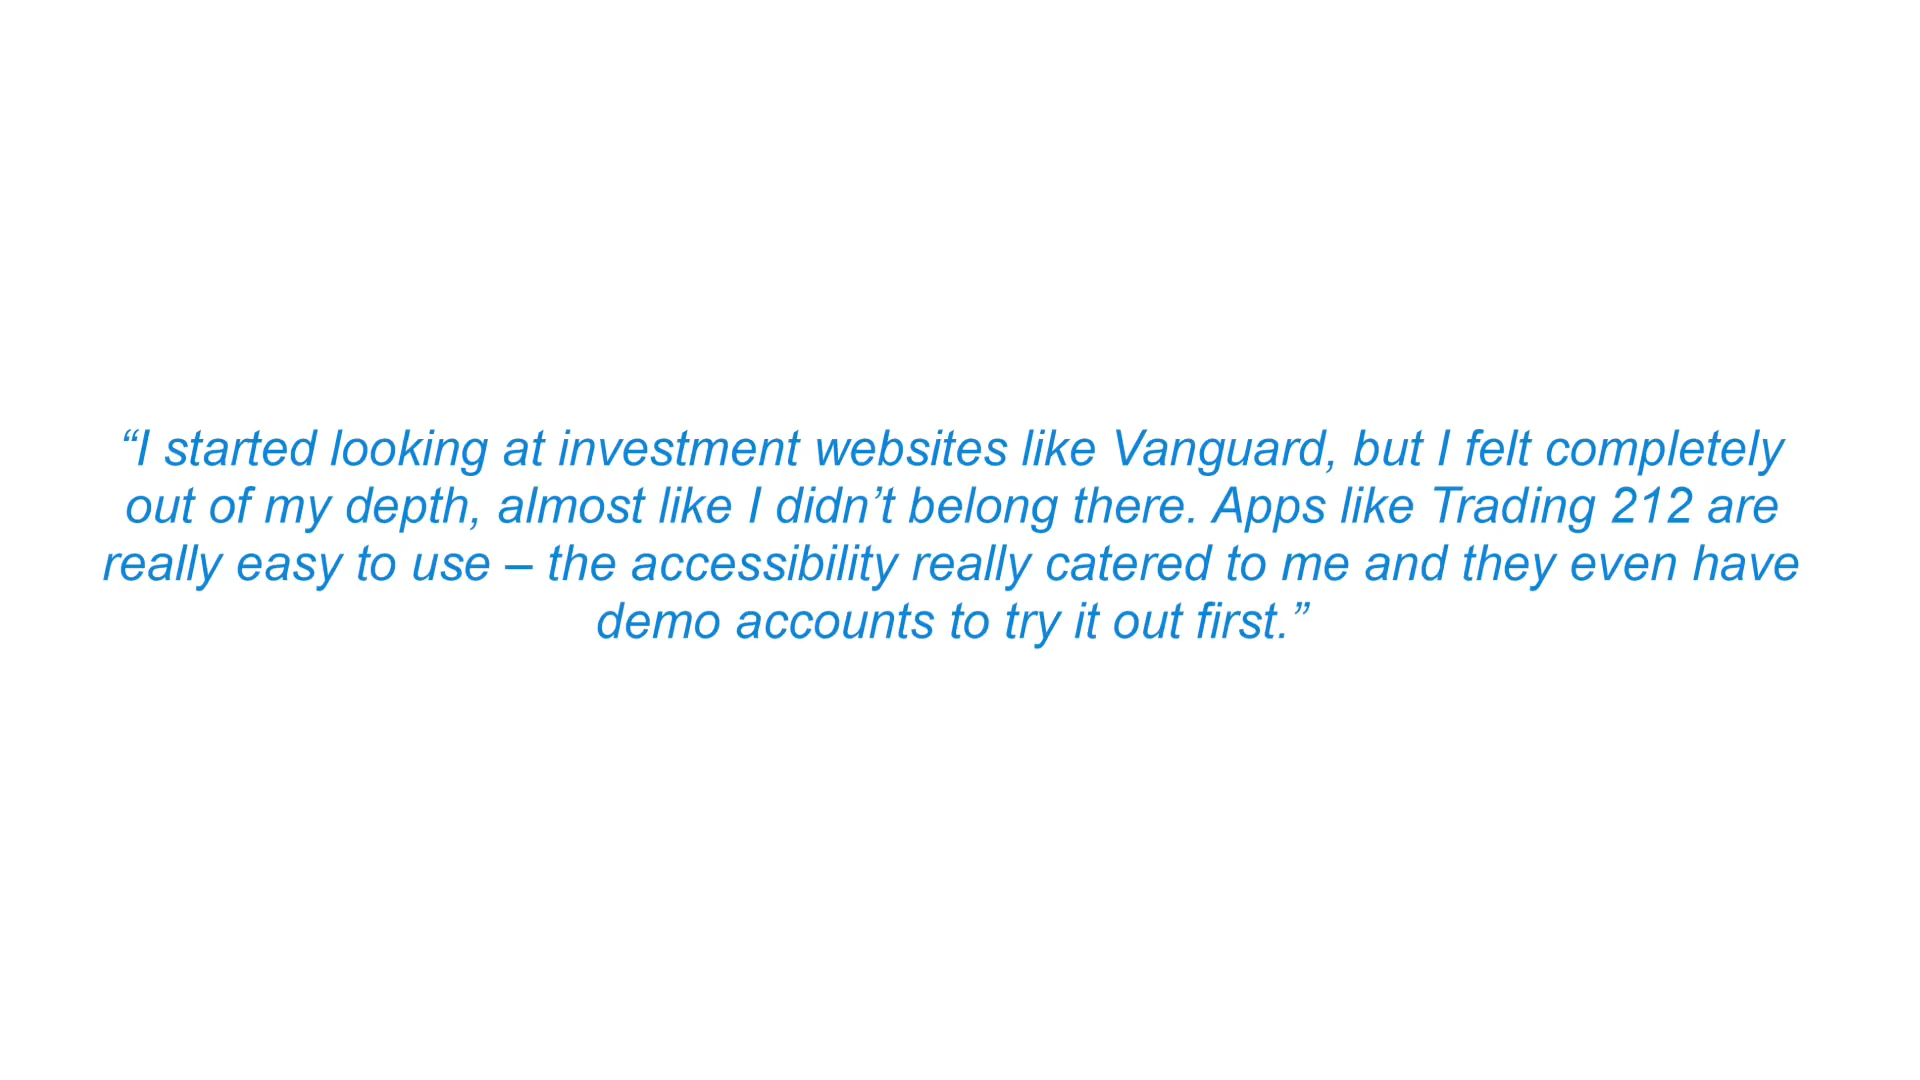 “I started looking at investment websites like Vanguard, but I felt completely
out of my depth, almost like I didn’t belong there. Apps like Trading 212 are
really easy to use – the accessibility really catered to me and they even have
demo accounts to try it out first.”